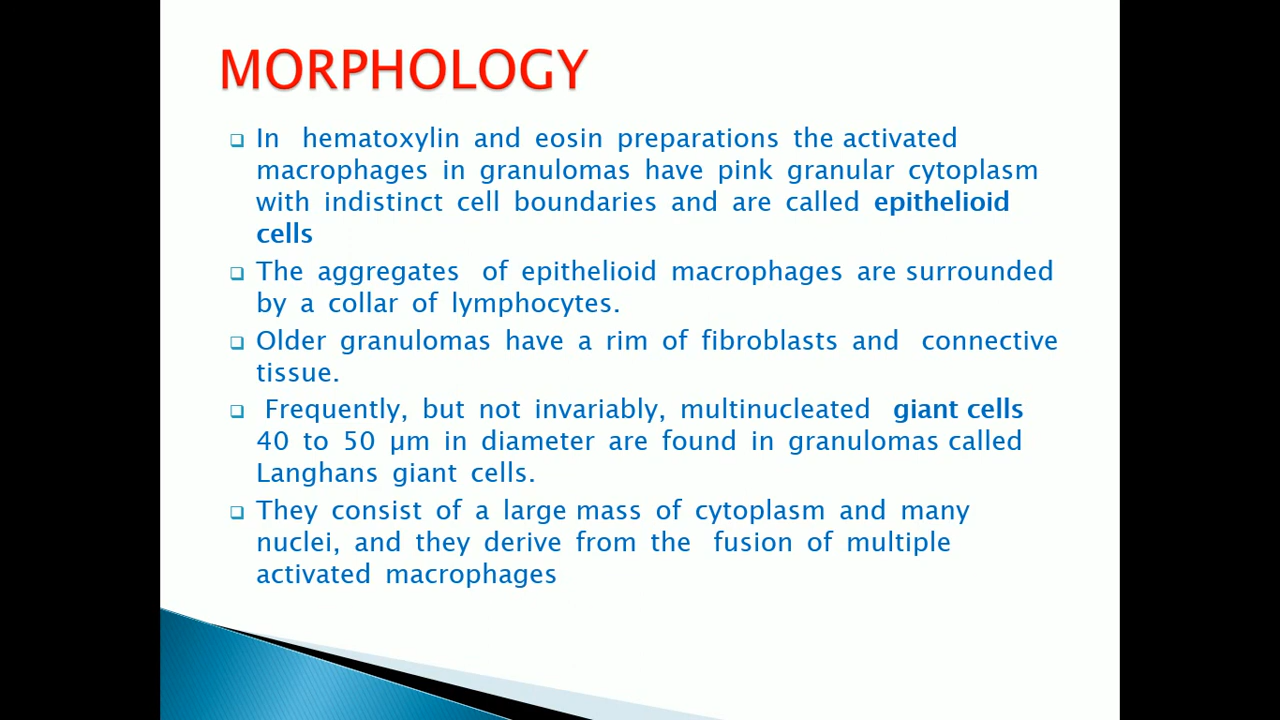 MORPHOLOGY
❑ In hematoxylin and eosin preparations the activated
macrophages in granulomas have pink granular cytoplasm
with indistinct cell boundaries and are called epithelioid
cells
❑ The aggregates of epithelioid macrophages are surrounded
by a collar of lymphocytes.
❑ Older granulomas have a rim of fibroblasts and connective
tissue.
❑ Frequently, but not invariably, multinucleated giant cells
40 to 50 μm in diameter are found in granulomas called
Langhans giant cells.
❑ They consist of a large mass of cytoplasm and many
nuclei, and they derive from the fusion of multiple
activated macrophages